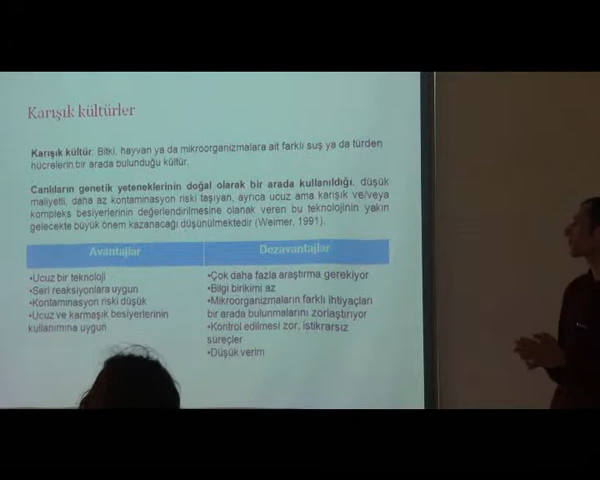 Karışık kültürler
Karışık kültür: Bitki, hayvan ya da mikroorganizmalara ait farklı suş ya da türden
hücrelerin bir arada bulunduğu kültür.
Canlıların genetik yeteneklerinin doğal olarak bir arada kullanıldığı, düşük
maliyetli, daha az kontaminasyon riski taşıyan, ayrıca ucuz ama karışık ve/veya
kompleks besiyerlerinin değerlendirilmesine olanak veren bu teknolojinin yakın
gelecekte büyük önem kazanacağı düşünülmektedir (Weimer, 1991).
Avantajlar
•Ucuz bir teknoloji
•Seri reaksiyonlara uygun
•Kontaminasyon riski düşük
•Ucuz ve karmaşık besiyerlerinin
kullanımına uygun
Dezavantajlar
•Çok daha fazla araştırma gerekiyor
•Bilgi birikimi az
•Mikroorganizmaların farklı ihtiyaçları
bir arada bulunmalarını zorlaştırıyor
•Kontrol edilmesi zor, istikrarsız
süreçler
•Düşük verim